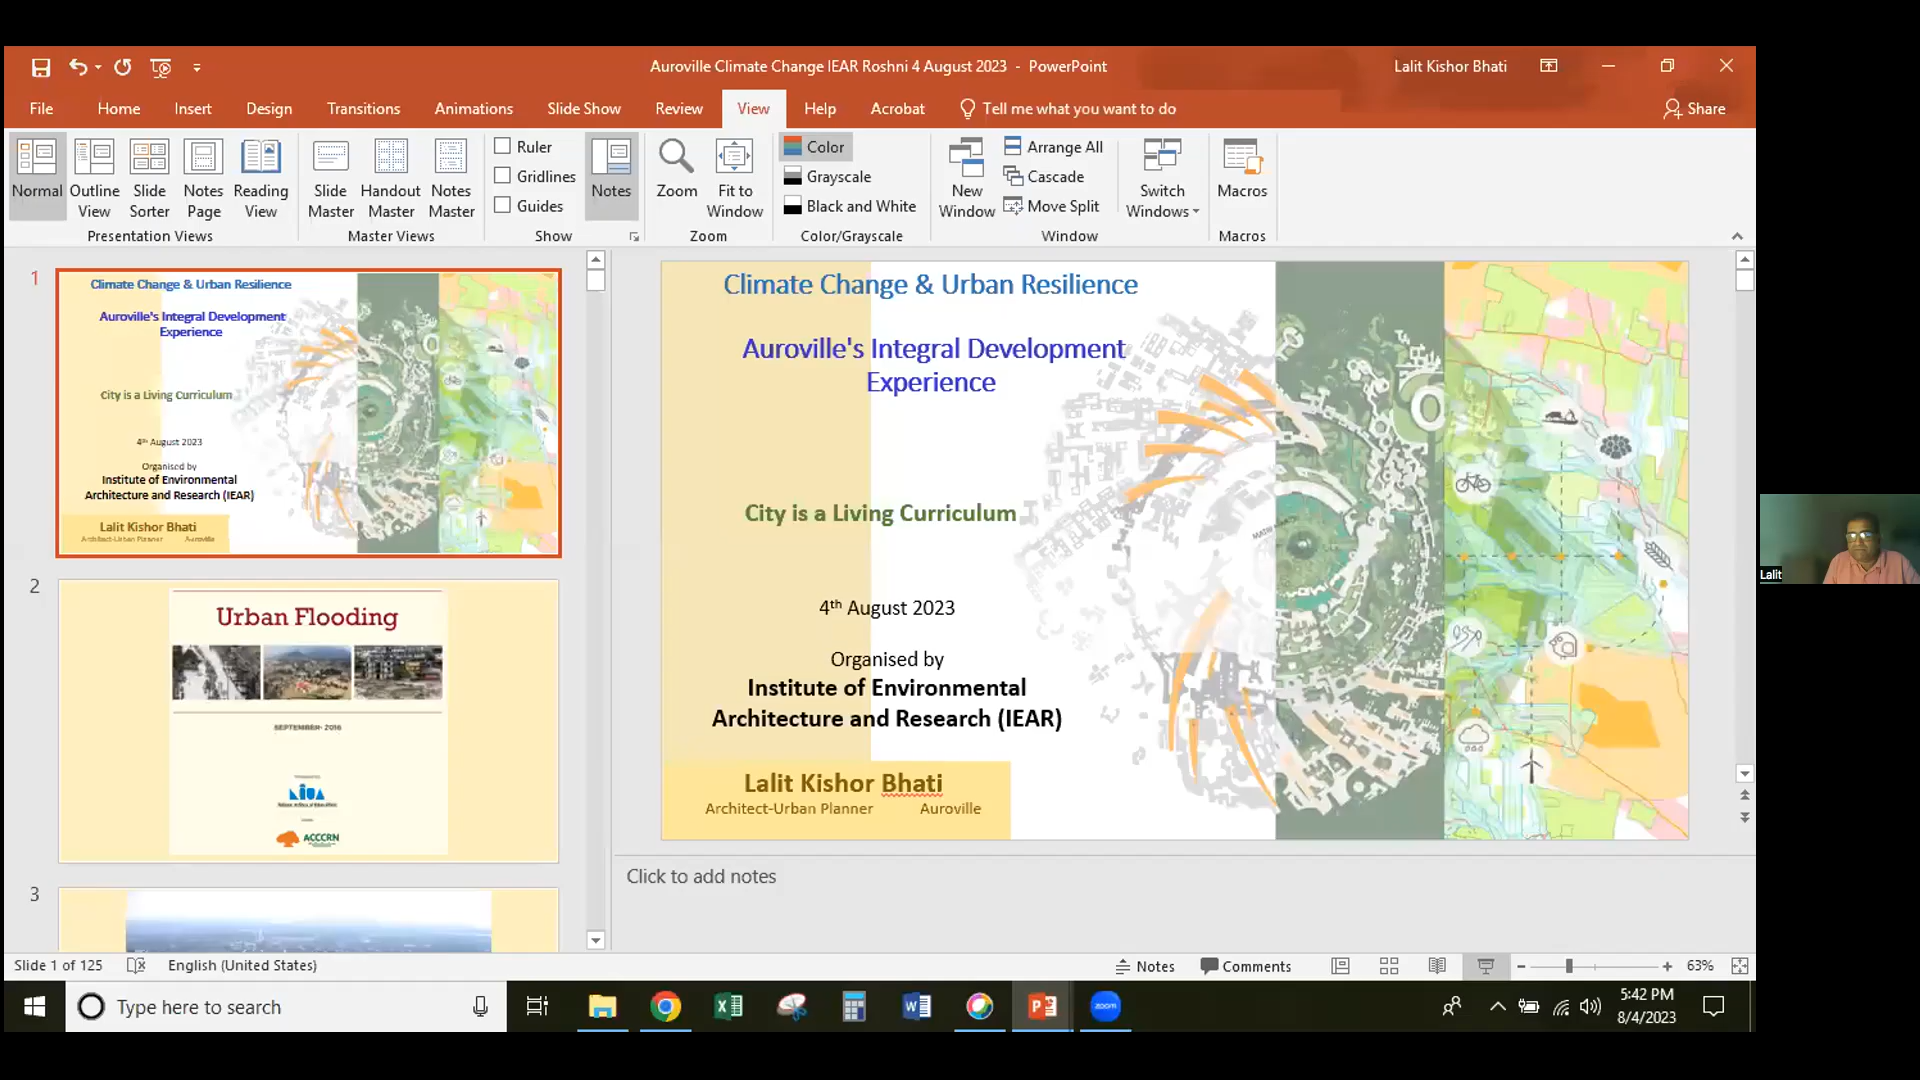 Auroville Climate Change IEAR Roshni 4 August 2023 - PowerPoint
Lalit Kishor Bhati
File Home Insert Design Transitions Animations Slide Show Review View Help Acrobat Tell me what you want to do Share
Normal
Outline View
Slide Sorter
Notes Page
Reading View
Presentation Views
Slide Master
Handout Master
Notes Master
Master Views
Ruler
Gridlines
Guides
Show
Notes
Zoom
Fit to Window
Zoom
Color
Grayscale
Black and White
Color/Grayscale
New Window
Arrange All
Cascade
Move Split
Switch Windows
Window
Macros
Macros
1
Climate Change & Urban Resilience
Auroville's Integral Development
Experience
City is a Living Curriculum
4th August 2023
Organised by
Institute of Environmental
Architecture and Research (IEAR)
Lalit Kishor Bhati
Architect-Urban Planner Auroville
2
Urban Flooding
SEPTEMBER- 2016
NIUA
ACCCRN
3
Climate Change & Urban Resilience
Auroville's Integral Development
Experience
City is a Living Curriculum
4th August 2023
Organised by
Institute of Environmental
Architecture and Research (IEAR)
Lalit Kishor Bhati
Architect-Urban Planner Auroville
Click to add notes
Lalit
Slide 1 of 125 English (United States) Notes Comments 63%
Type here to search
zoom
5:42 PM
8/4/2023